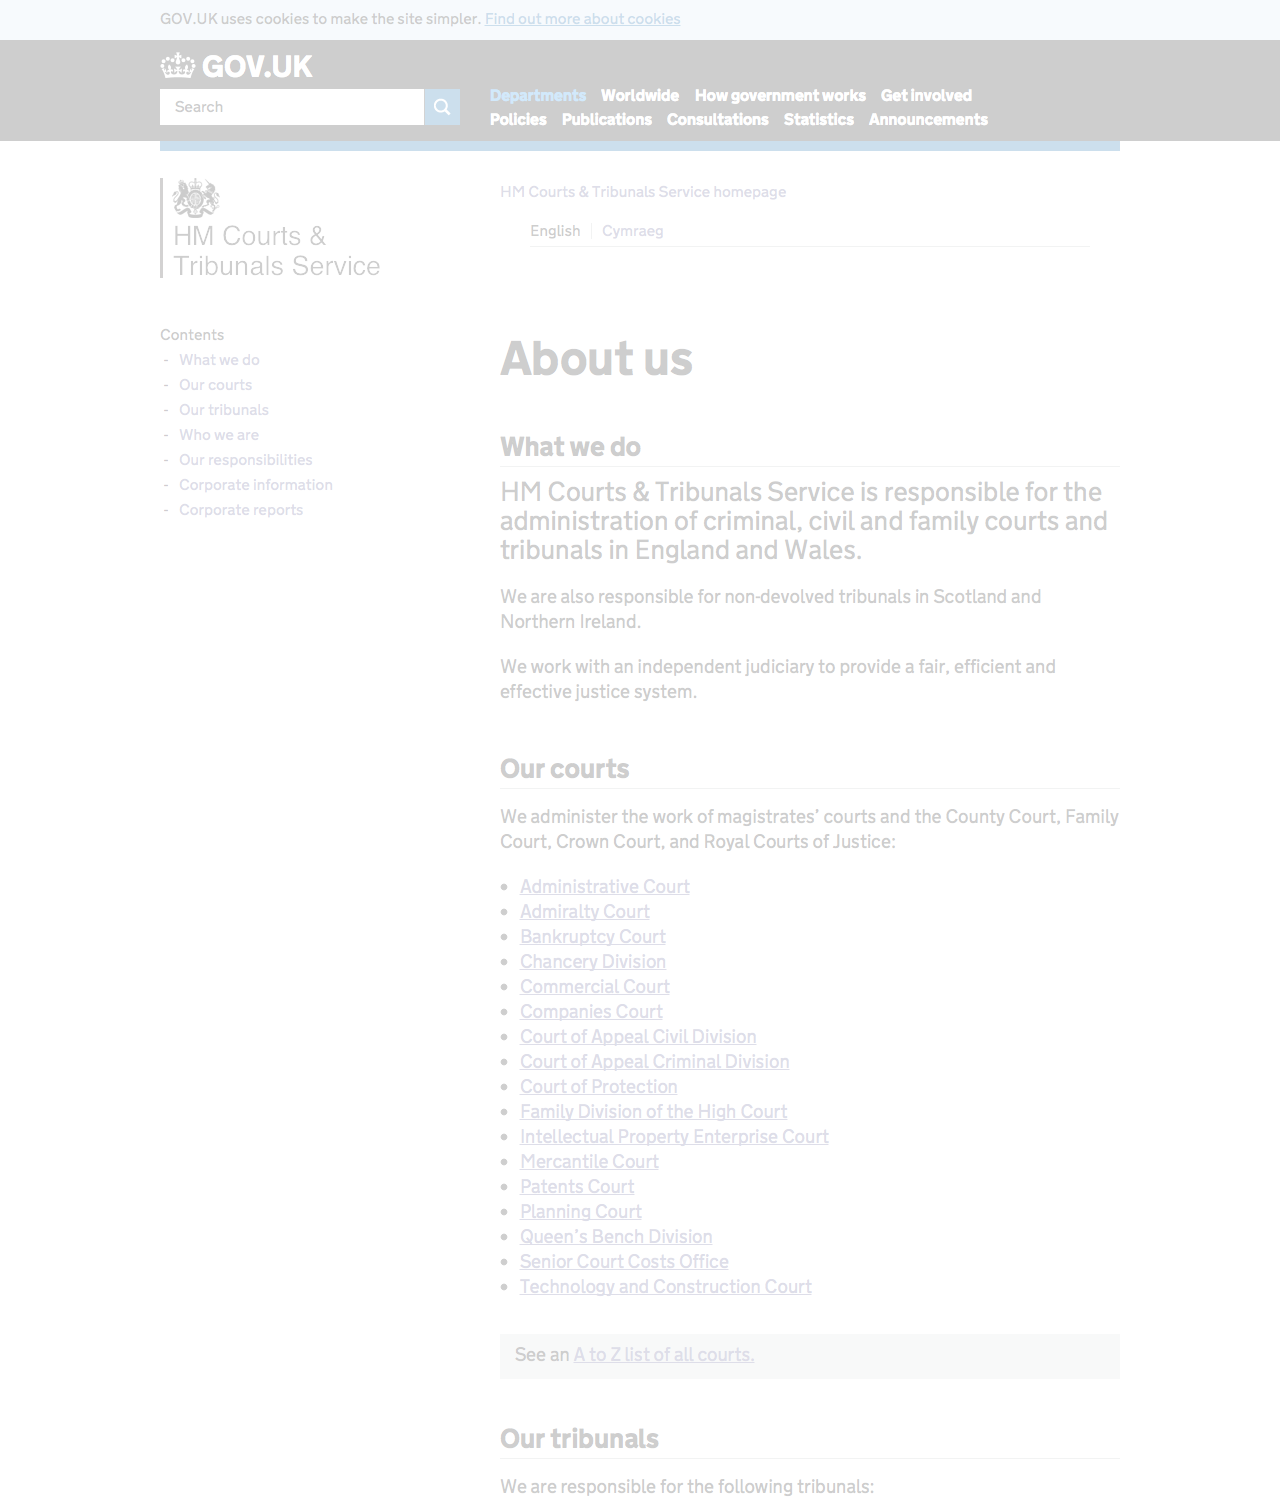 GOV.UK uses cookies to make the site simpler. Find out more about cookies
GOV.UK
Search
Departments Worldwide How government works Get involved
Policies Publications Consultations Statistics Announcements
HM Courts & Tribunals Service
HM Courts & Tribunals Service homepage
English Cymraeg
Contents
- What we do
- Our courts
- Our tribunals
- Who we are
- Our responsibilities
- Corporate information
- Corporate reports
About us
What we do
HM Courts & Tribunals Service is responsible for the
administration of criminal, civil and family courts and
tribunals in England and Wales.
We are also responsible for non-devolved tribunals in Scotland and
Northern Ireland.
We work with an independent judiciary to provide a fair, efficient and
effective justice system.
Our courts
We administer the work of magistrates’ courts and the County Court, Family
Court, Crown Court, and Royal Courts of Justice:
• Administrative Court
• Admiralty Court
• Bankruptcy Court
• Chancery Division
• Commercial Court
• Companies Court
• Court of Appeal Civil Division
• Court of Appeal Criminal Division
• Court of Protection
• Family Division of the High Court
• Intellectual Property Enterprise Court
• Mercantile Court
• Patents Court
• Planning Court
• Queen’s Bench Division
• Senior Court Costs Office
• Technology and Construction Court
See an A to Z list of all courts.
Our tribunals
We are responsible for the following tribunals: